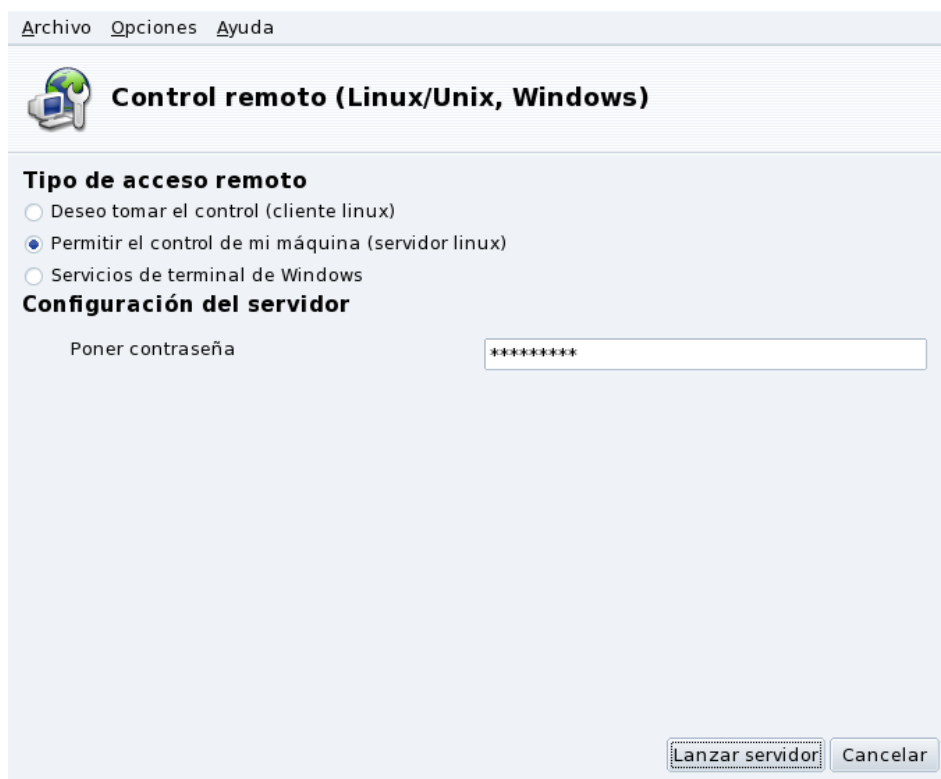 Archivo Opciones Ayuda
Control remoto (Linux/Unix, Windows)
Tipo de acceso remoto
Deseo tomar el control (cliente linux)
Permitir el control de mi máquina (servidor linux)
Servicios de terminal de Windows
Configuración del servidor
Poner contraseña *********
Lanzar servidor Cancelar